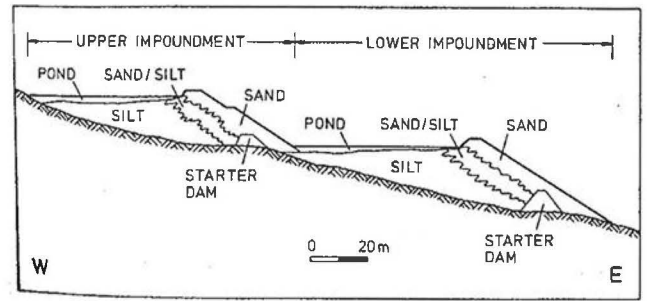 UPPER IMPOUNDMENT
LOWER IMPOUNDMENT
POND
SAND/SILT
SAND
SILT
STARTER
DAM
POND
SAND/SILT
SAND
SILT
STARTER
DAM
0 20m
W
E